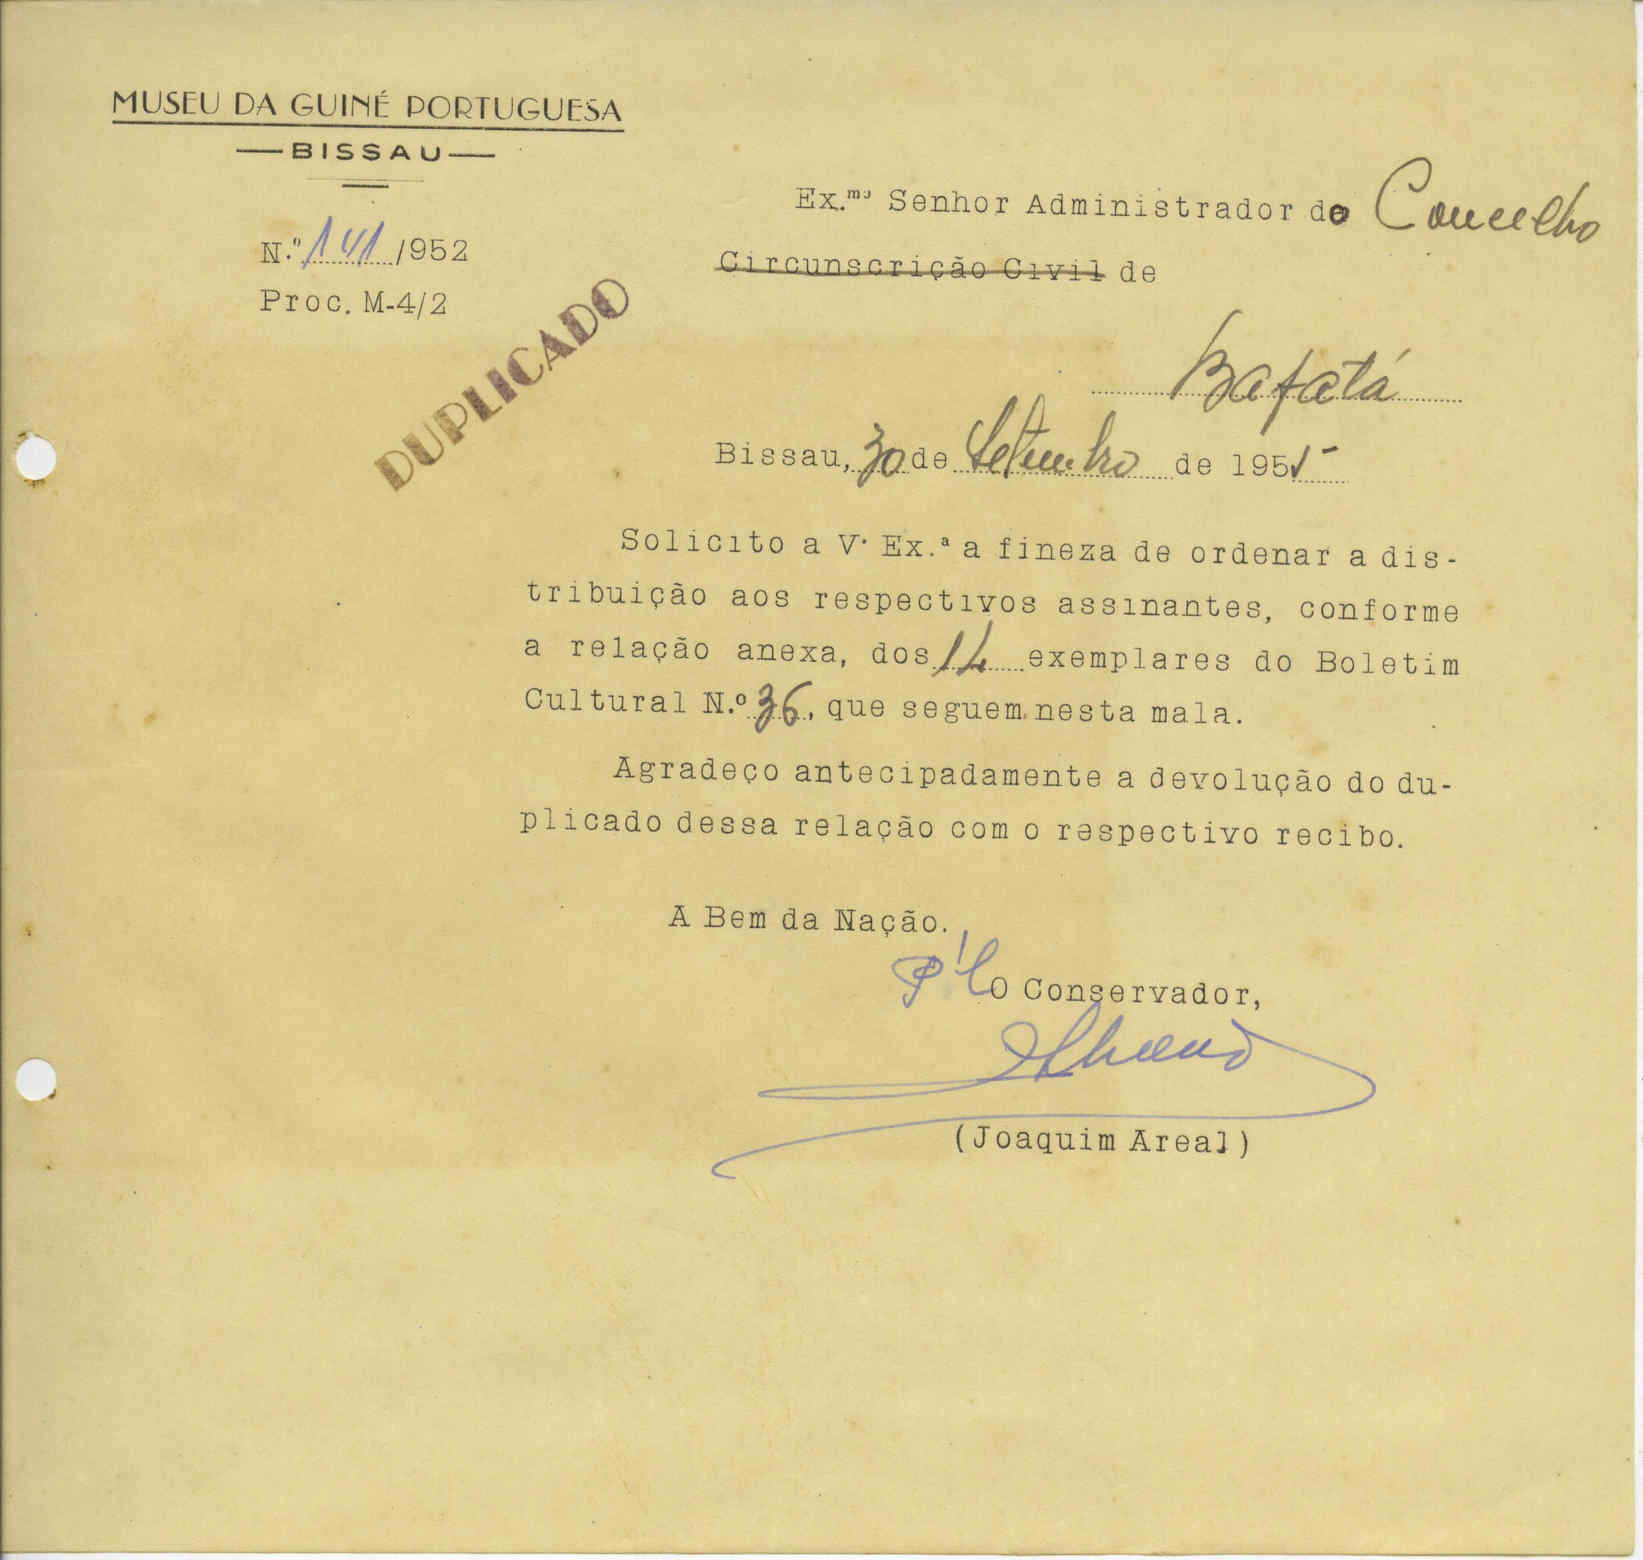 MUSEU DA GUINÉ PORTUGUESA
BISSAU
N.º 141/952
Proc. M-4/2
DUPLICADO
Ex.mº Senhor Administrador do Concelho
Circunscrição Civil de
Bafatá
Bissau, 30 de Setembro de 1955
Solicito a V. Ex.ª a fineza de ordenar a dis-
tribuição aos respectivos assinantes, conforme
a relação anexa, dos 14 exemplares do Boletim
Cultural N.º 36, que seguem nesta mala.
Agradeço antecipadamente a devolução do du-
plicado dessa relação com o respectivo recibo.
A Bem da Nação.
P'l O Conservador,
(Joaquim Areal)